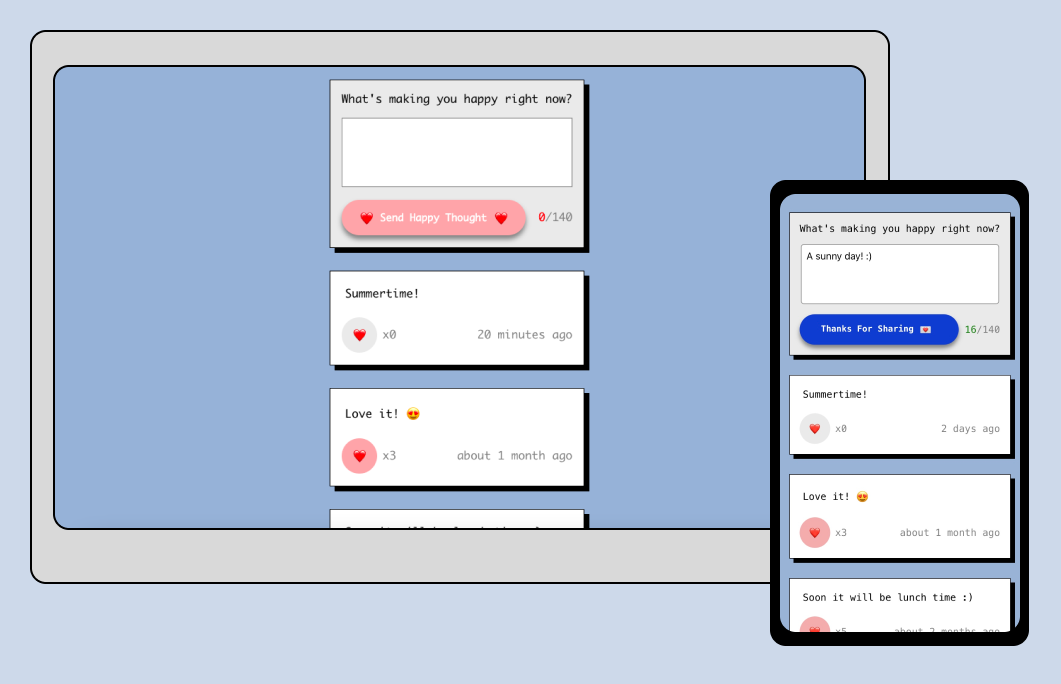 What's making you happy right now?
❤️ Send Happy Thought ❤️ 0/140
Summertime!
x0 20 minutes ago
Love it! 😍
x3 about 1 month ago
What's making you happy right now?
A sunny day! :)
Thanks For Sharing 💌 16/140
Summertime!
x0 2 days ago
Love it! 😍
x3 about 1 month ago
Soon it will be lunch time :)
x5 about 2 months ago